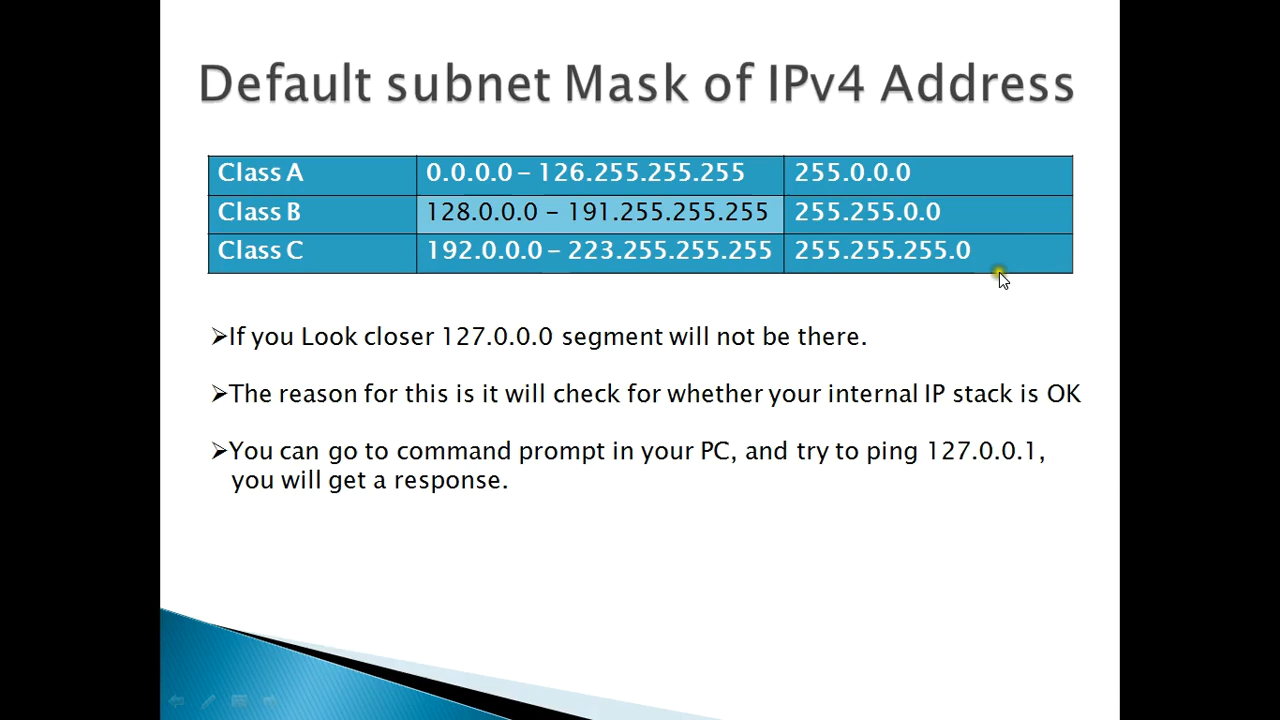 Default subnet Mask of IPv4 Address
Class A 0.0.0.0 – 126.255.255.255 255.0.0.0
Class B 128.0.0.0 – 191.255.255.255 255.255.0.0
Class C 192.0.0.0 – 223.255.255.255 255.255.255.0
➢If you Look closer 127.0.0.0 segment will not be there.
➢The reason for this is it will check for whether your internal IP stack is OK
➢You can go to command prompt in your PC, and try to ping 127.0.0.1,
you will get a response.